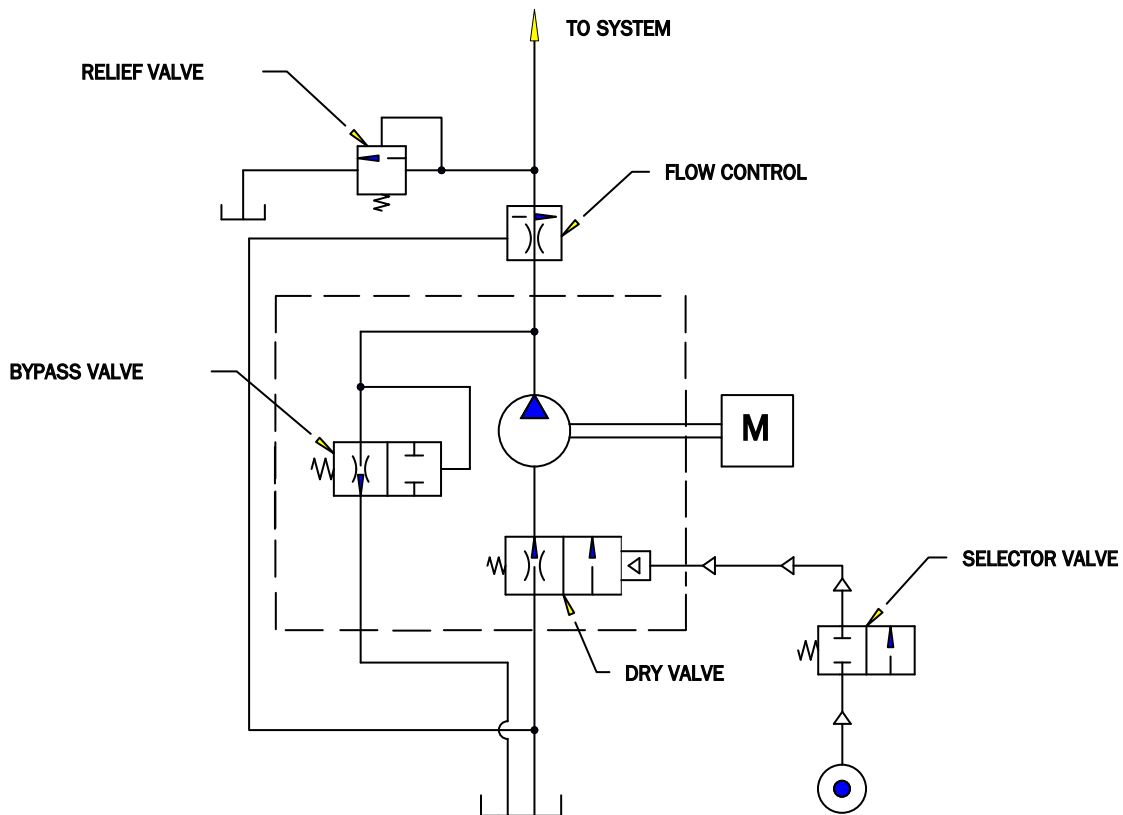 TO SYSTEM
RELIEF VALVE
FLOW CONTROL
BYPASS VALVE
M
SELECTOR VALVE
DRY VALVE